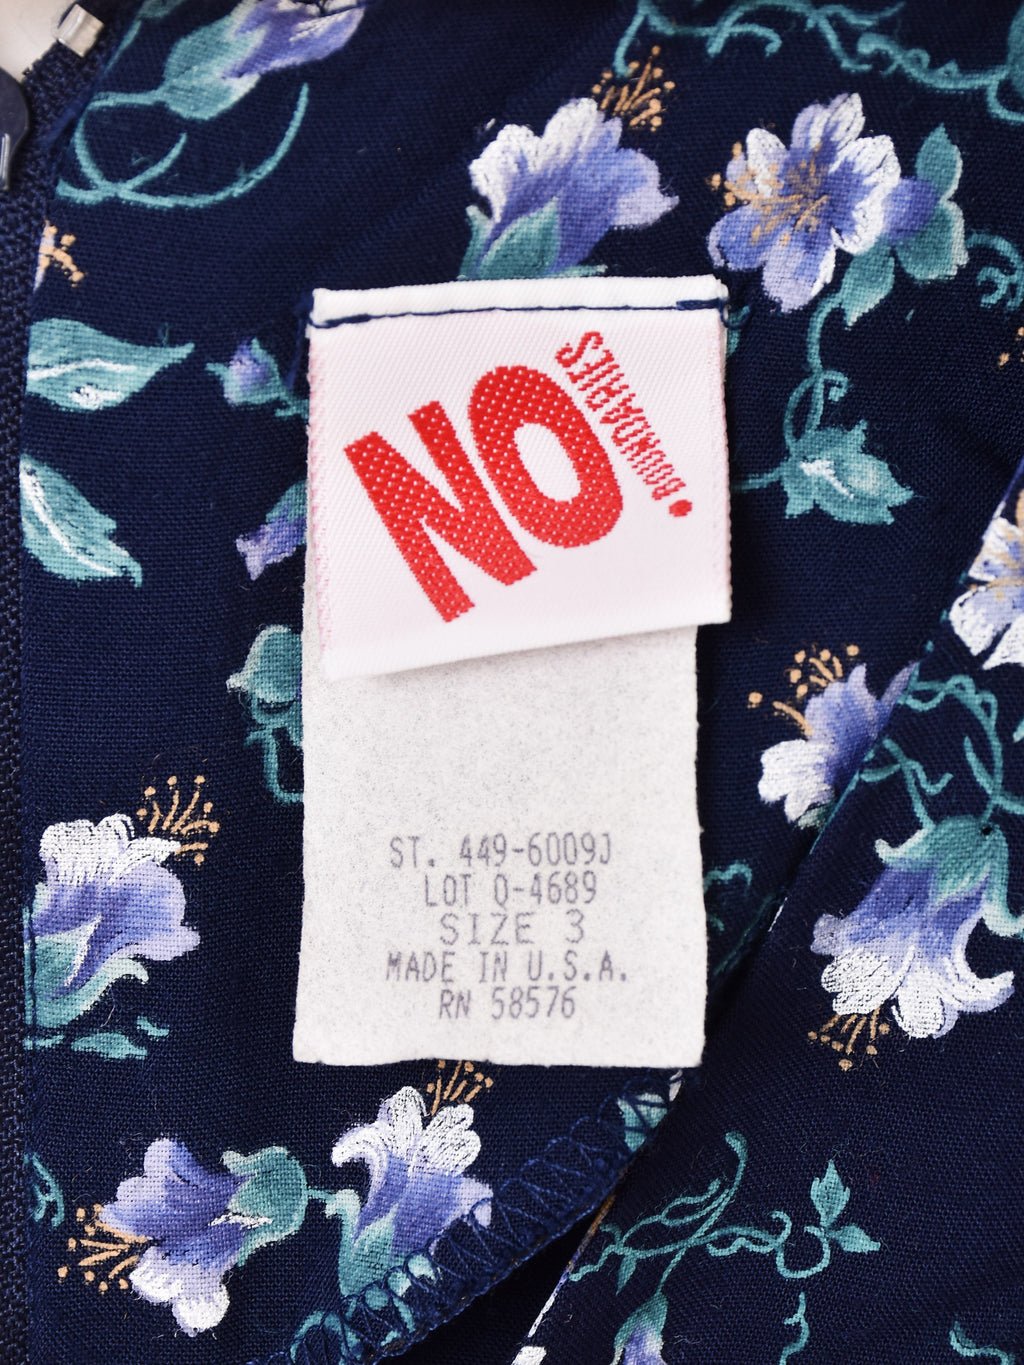 NO
BOUNDARIES
ST. 449-6009J
LOT Q-4689
SIZE 3
MADE IN U.S.A.
RN 58576